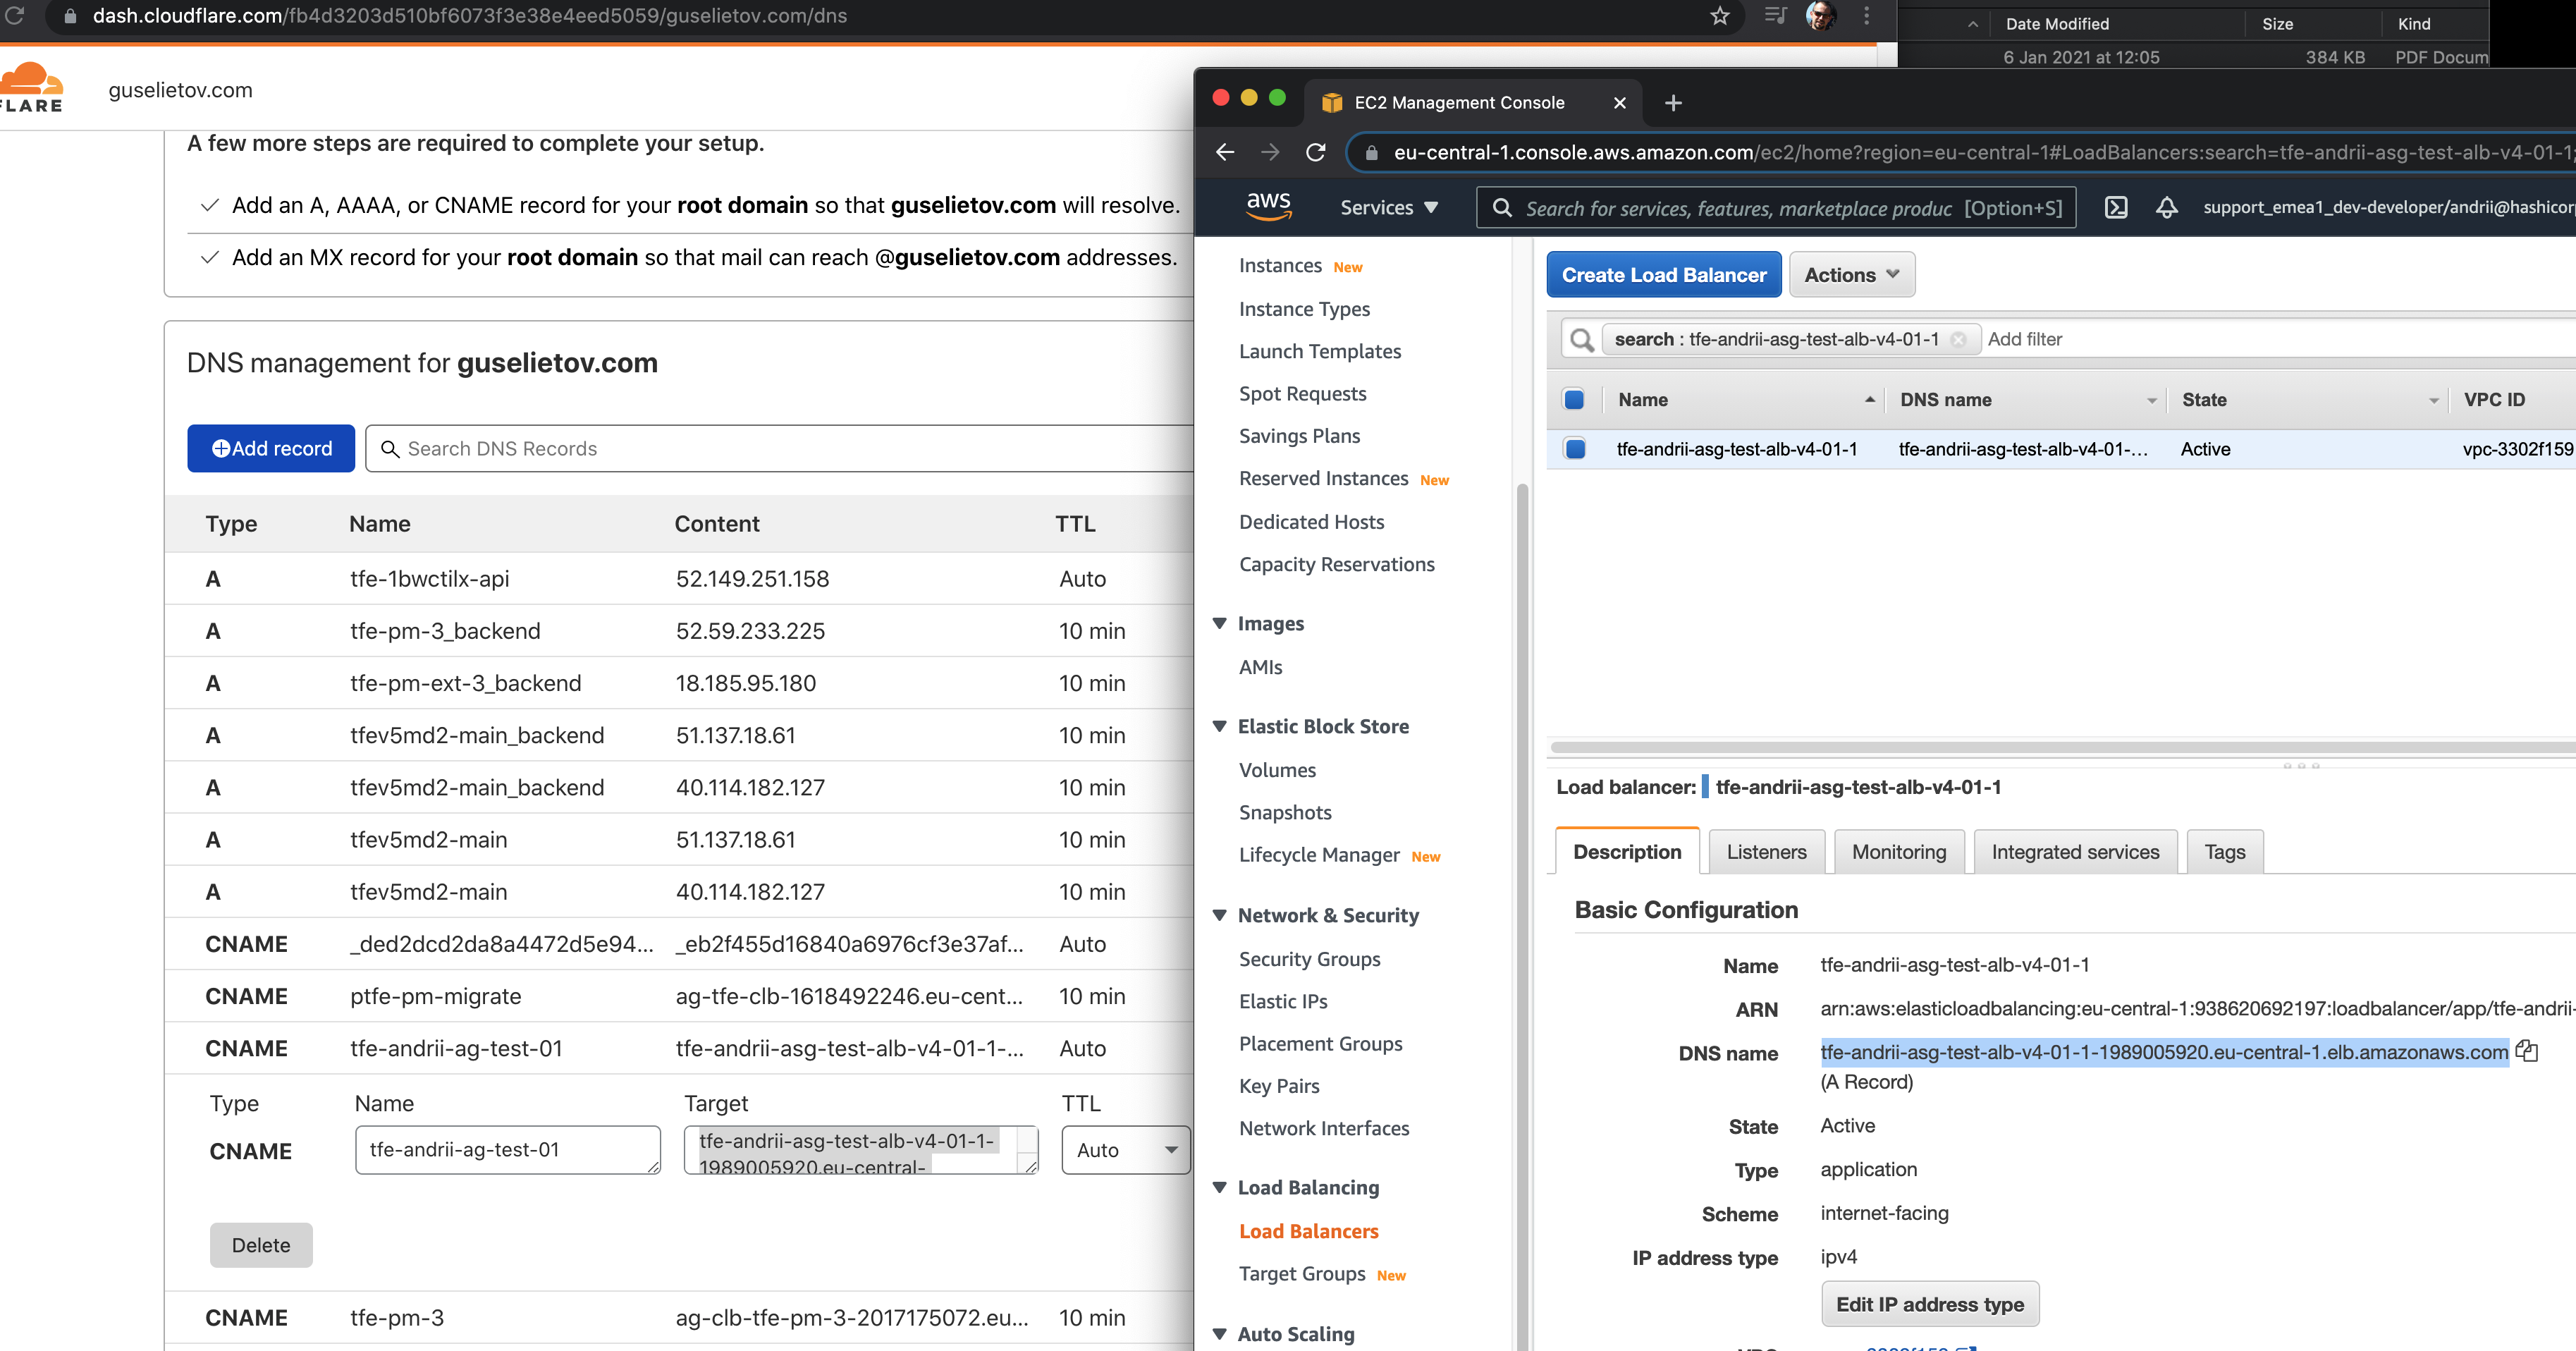 dash.cloudflare.com/fb4d3203d510bf6073f3e38e4eed5059/guselietov.com/dns
FLARE
guselietov.com
A few more steps are required to complete your setup.
Add an A, AAAA, or CNAME record for your root domain so that guselietov.com will resolve.
Add an MX record for your root domain so that mail can reach @guselietov.com addresses.
DNS management for guselietov.com
Add record
Search DNS Records
Type Name Content TTL
A tfe-1bwctilx-api 52.149.251.158 Auto
A tfe-pm-3_backend 52.59.233.225 10 min
A tfe-pm-ext-3_backend 18.185.95.180 10 min
A tfev5md2-main_backend 51.137.18.61 10 min
A tfev5md2-main_backend 40.114.182.127 10 min
A tfev5md2-main 51.137.18.61 10 min
A tfev5md2-main 40.114.182.127 10 min
CNAME _ded2dcd2da8a4472d5e94... _eb2f455d16840a6976cf3e37af... Auto
CNAME ptfe-pm-migrate ag-tfe-clb-1618492246.eu-cent... 10 min
CNAME tfe-andrii-ag-test-01 tfe-andrii-asg-test-alb-v4-01-1-... Auto
Type Name Target TTL
CNAME tfe-andrii-ag-test-01 tfe-andrii-asg-test-alb-v4-01-1- Auto
1989005920.eu-central-
Delete
CNAME tfe-pm-3 ag-clb-tfe-pm-3-2017175072.eu... 10 min
Date Modified Size Kind
6 Jan 2021 at 12:05 384 KB PDF Docum
EC2 Management Console
eu-central-1.console.aws.amazon.com/ec2/home?region=eu-central-1#LoadBalancers:search=tfe-andrii-asg-test-alb-v4-01-1;
aws
Services
Search for services, features, marketplace produc [Option+S]
support_emea1_dev-developer/andrii@hashicor
Instances New
Instance Types
Launch Templates
Spot Requests
Savings Plans
Reserved Instances New
Dedicated Hosts
Capacity Reservations
Images
AMIs
Elastic Block Store
Volumes
Snapshots
Lifecycle Manager New
Network & Security
Security Groups
Elastic IPs
Placement Groups
Key Pairs
Network Interfaces
Load Balancing
Load Balancers
Target Groups New
Auto Scaling
Create Load Balancer
Actions
search : tfe-andrii-asg-test-alb-v4-01-1 Add filter
Name DNS name State VPC ID
tfe-andrii-asg-test-alb-v4-01-1 tfe-andrii-asg-test-alb-v4-01-... Active vpc-3302f159
Load balancer: tfe-andrii-asg-test-alb-v4-01-1
Description Listeners Monitoring Integrated services Tags
Basic Configuration
Name tfe-andrii-asg-test-alb-v4-01-1
ARN arn:aws:elasticloadbalancing:eu-central-1:938620692197:loadbalancer/app/tfe-andrii-
DNS name tfe-andrii-asg-test-alb-v4-01-1-1989005920.eu-central-1.elb.amazonaws.com
(A Record)
State Active
Type application
Scheme internet-facing
IP address type ipv4
Edit IP address type